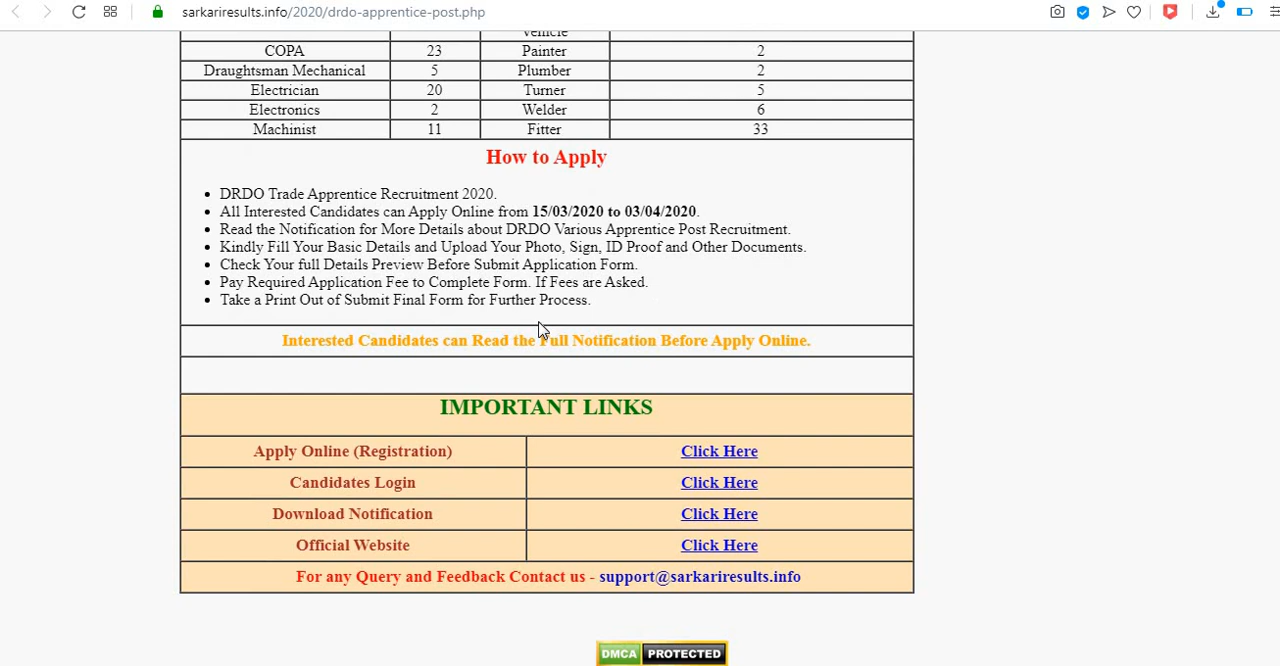 sarkariresults.info/2020/drdo-apprentice-post.php
Vehicle
COPA 23 Painter 2
Draughtsman Mechanical 5 Plumber 2
Electrician 20 Turner 5
Electronics 2 Welder 6
Machinist 11 Fitter 33
How to Apply
DRDO Trade Apprentice Recruitment 2020.
All Interested Candidates can Apply Online from 15/03/2020 to 03/04/2020.
Read the Notification for More Details about DRDO Various Apprentice Post Recruitment.
Kindly Fill Your Basic Details and Upload Your Photo, Sign, ID Proof and Other Documents.
Check Your full Details Preview Before Submit Application Form.
Pay Required Application Fee to Complete Form. If Fees are Asked.
Take a Print Out of Submit Final Form for Further Process.
Interested Candidates can Read the Full Notification Before Apply Online.
IMPORTANT LINKS
Apply Online (Registration) Click Here
Candidates Login Click Here
Download Notification Click Here
Official Website Click Here
For any Query and Feedback Contact us - support@sarkariresults.info
DMCA PROTECTED